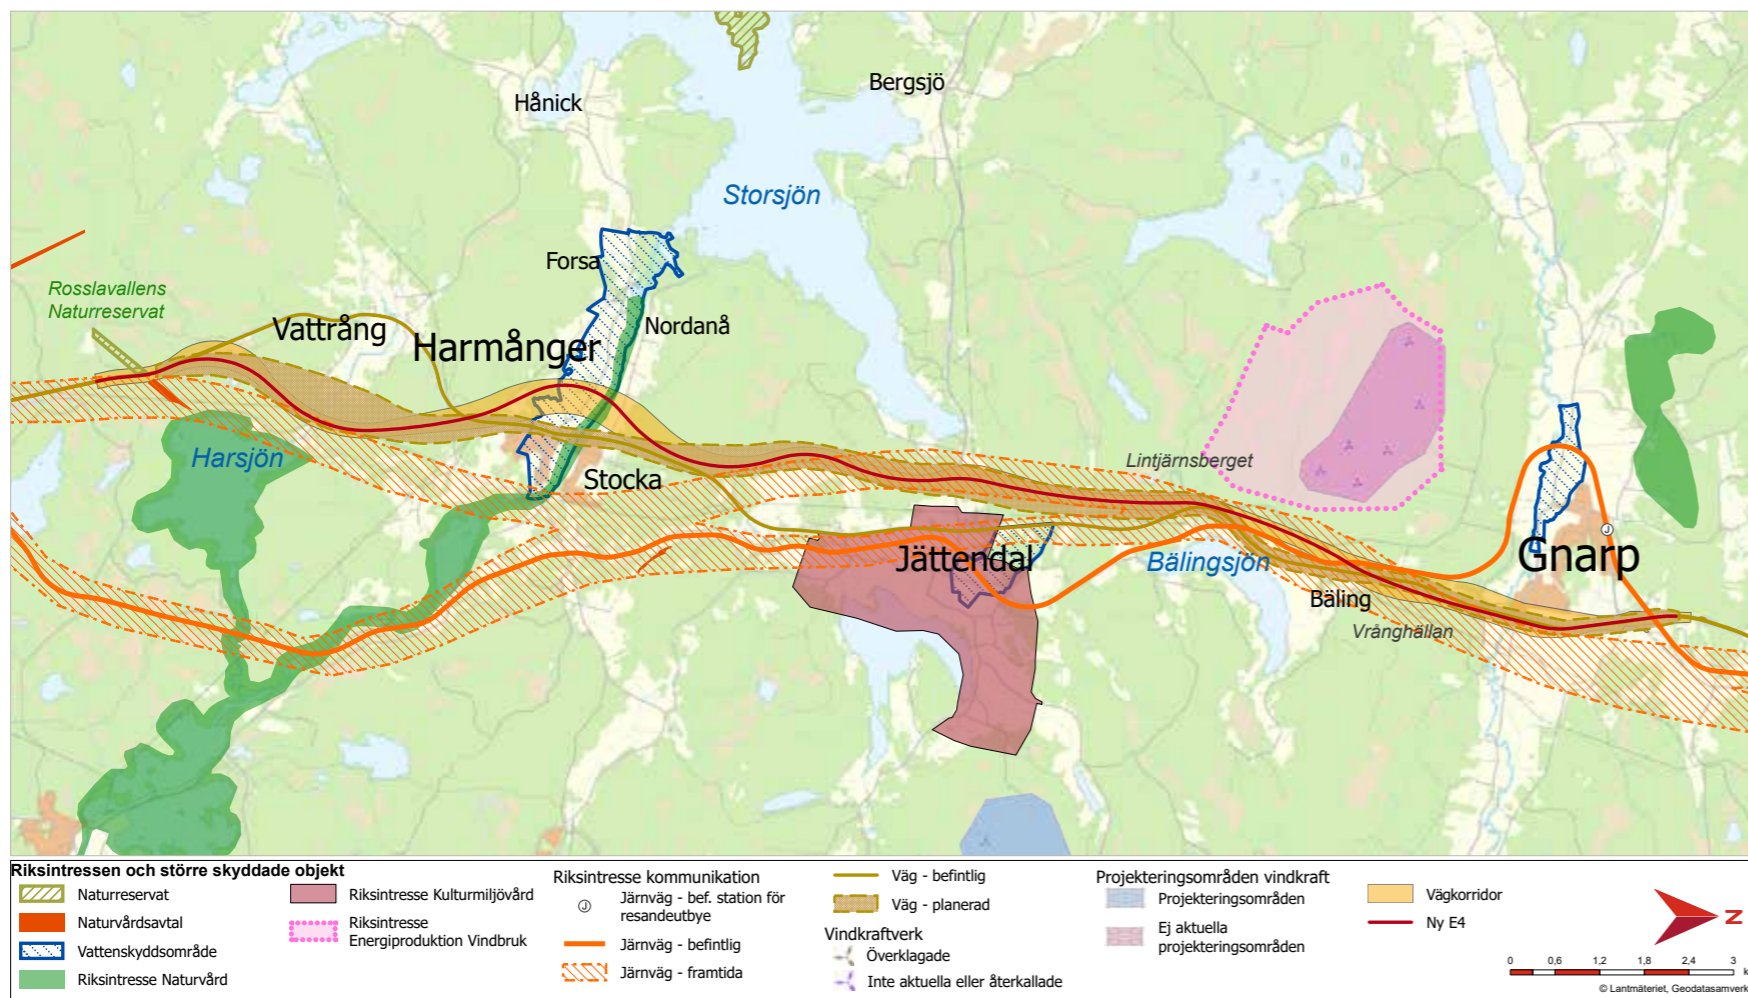 Bergsjö
Hånick
Storsjön
Forsa
Rosslavallens
Naturreservat
Vattrång
Harmånger
Nordanå
Harsjön
Stocka
Lintjärnsberget
Jättendal
Bälingsjön
Gnarp
J
Bäling
Vrånghällan
Riksintressen och större skyddade objekt
Naturreservat
Naturvårdsavtal
Vattenskyddsområde
Riksintresse Naturvård
Riksintresse Kulturmiljövård
Riksintresse
Energiproduktion Vindbruk
Riksintresse kommunikation
J
Järnväg - bef. station för
resandeutbye
Järnväg - befintlig
Järnväg - framtida
Väg - befintlig
Väg - planerad
Vindkraftverk
Överklagade
Inte aktuella eller återkallade
Projekteringsområden vindkraft
Projekteringsområden
Ej aktuella
projekteringsområden
Vägkorridor
Ny E4
N
0 0,6 1,2 1,8 2,4 3 k
© Lantmäteriet, Geodatasamverk